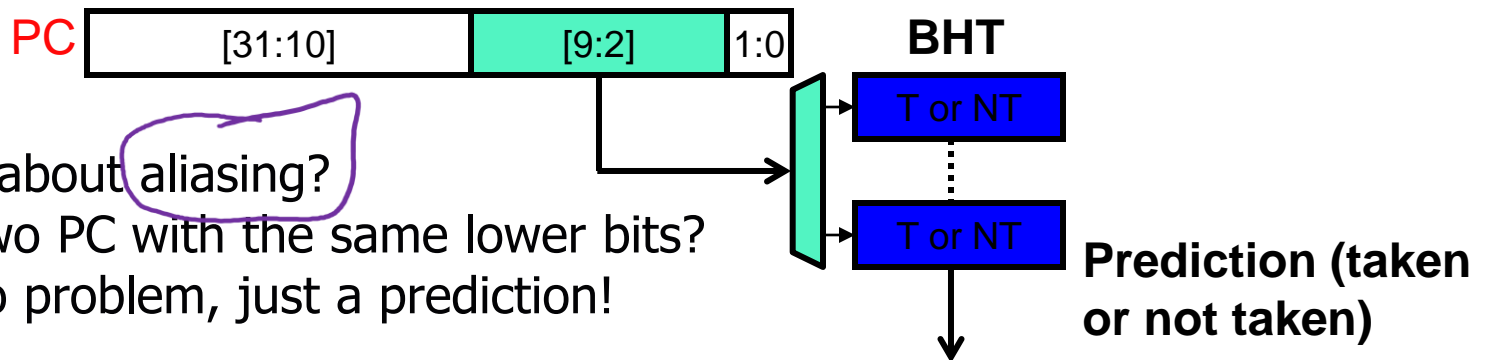 PC [31:10] [9:2] 1:0 BHT
T or NT
about aliasing?
wo PC with the same lower bits?
T or NT
problem, just a prediction!
Prediction (taken
or not taken)